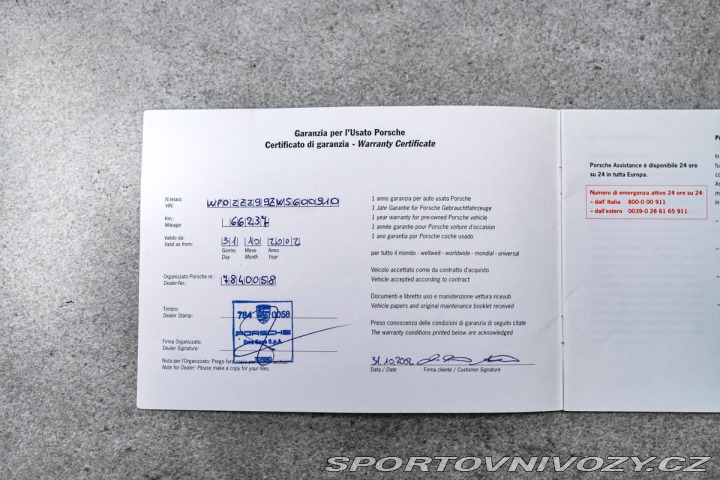 Garanzia per l'Usato Porsche
Certificato di garanzia - Warranty Certificate
N.telaio: WP0ZZZ99ZWS600910
VIN:
Km.: 66237
Mileage:
Valido da: 31 10 2002
Valid as from: Giorno Mese Anno
Day Month Year
Organizzato Porsche nr.: 7840058
Dealer-No.:
Timbro:
Dealer Stamp:
784 0058
PORSCHE
Firma Organizzato:
Dealer Signature:
Nota per l'Organizzato: Prego fare
Note for Dealer: Please make a copy for your files.
1 anno garanzia per auto usata Porsche
1 Jahr Garantie für Porsche Gebrauchtfahrzeuge
1 year warranty for pre-owned Porsche vehicle
1 année garantie pour Porsche voiture d'occasion
1 ano garantia por Porsche coche usado
per tutto il mondo - weltweit - worldwide - mondial - universal
Veicolo accettato come da contratto d'acquisto
Vehicle accepted according to contract
Documenti e libretto uso e manutenzione vettura ricevuti
Vehicle papers and original maintenance booklet received
Preso conoscenza delle condizioni di garanzia di seguito citate
The warranty conditions printed below are acknowledged
31.10.2002
Data / Date Firma cliente / Customer Signature
Porsche Assistance è disponibile 24 ore
su 24 in tutta Europa.
Numero di emergenza attivo 24 ore su 24:
– dall' Italia 800-0 00 911
– dall'estero 0039-0 26 61 65 911
SPORTOVNIVOZY.CZ